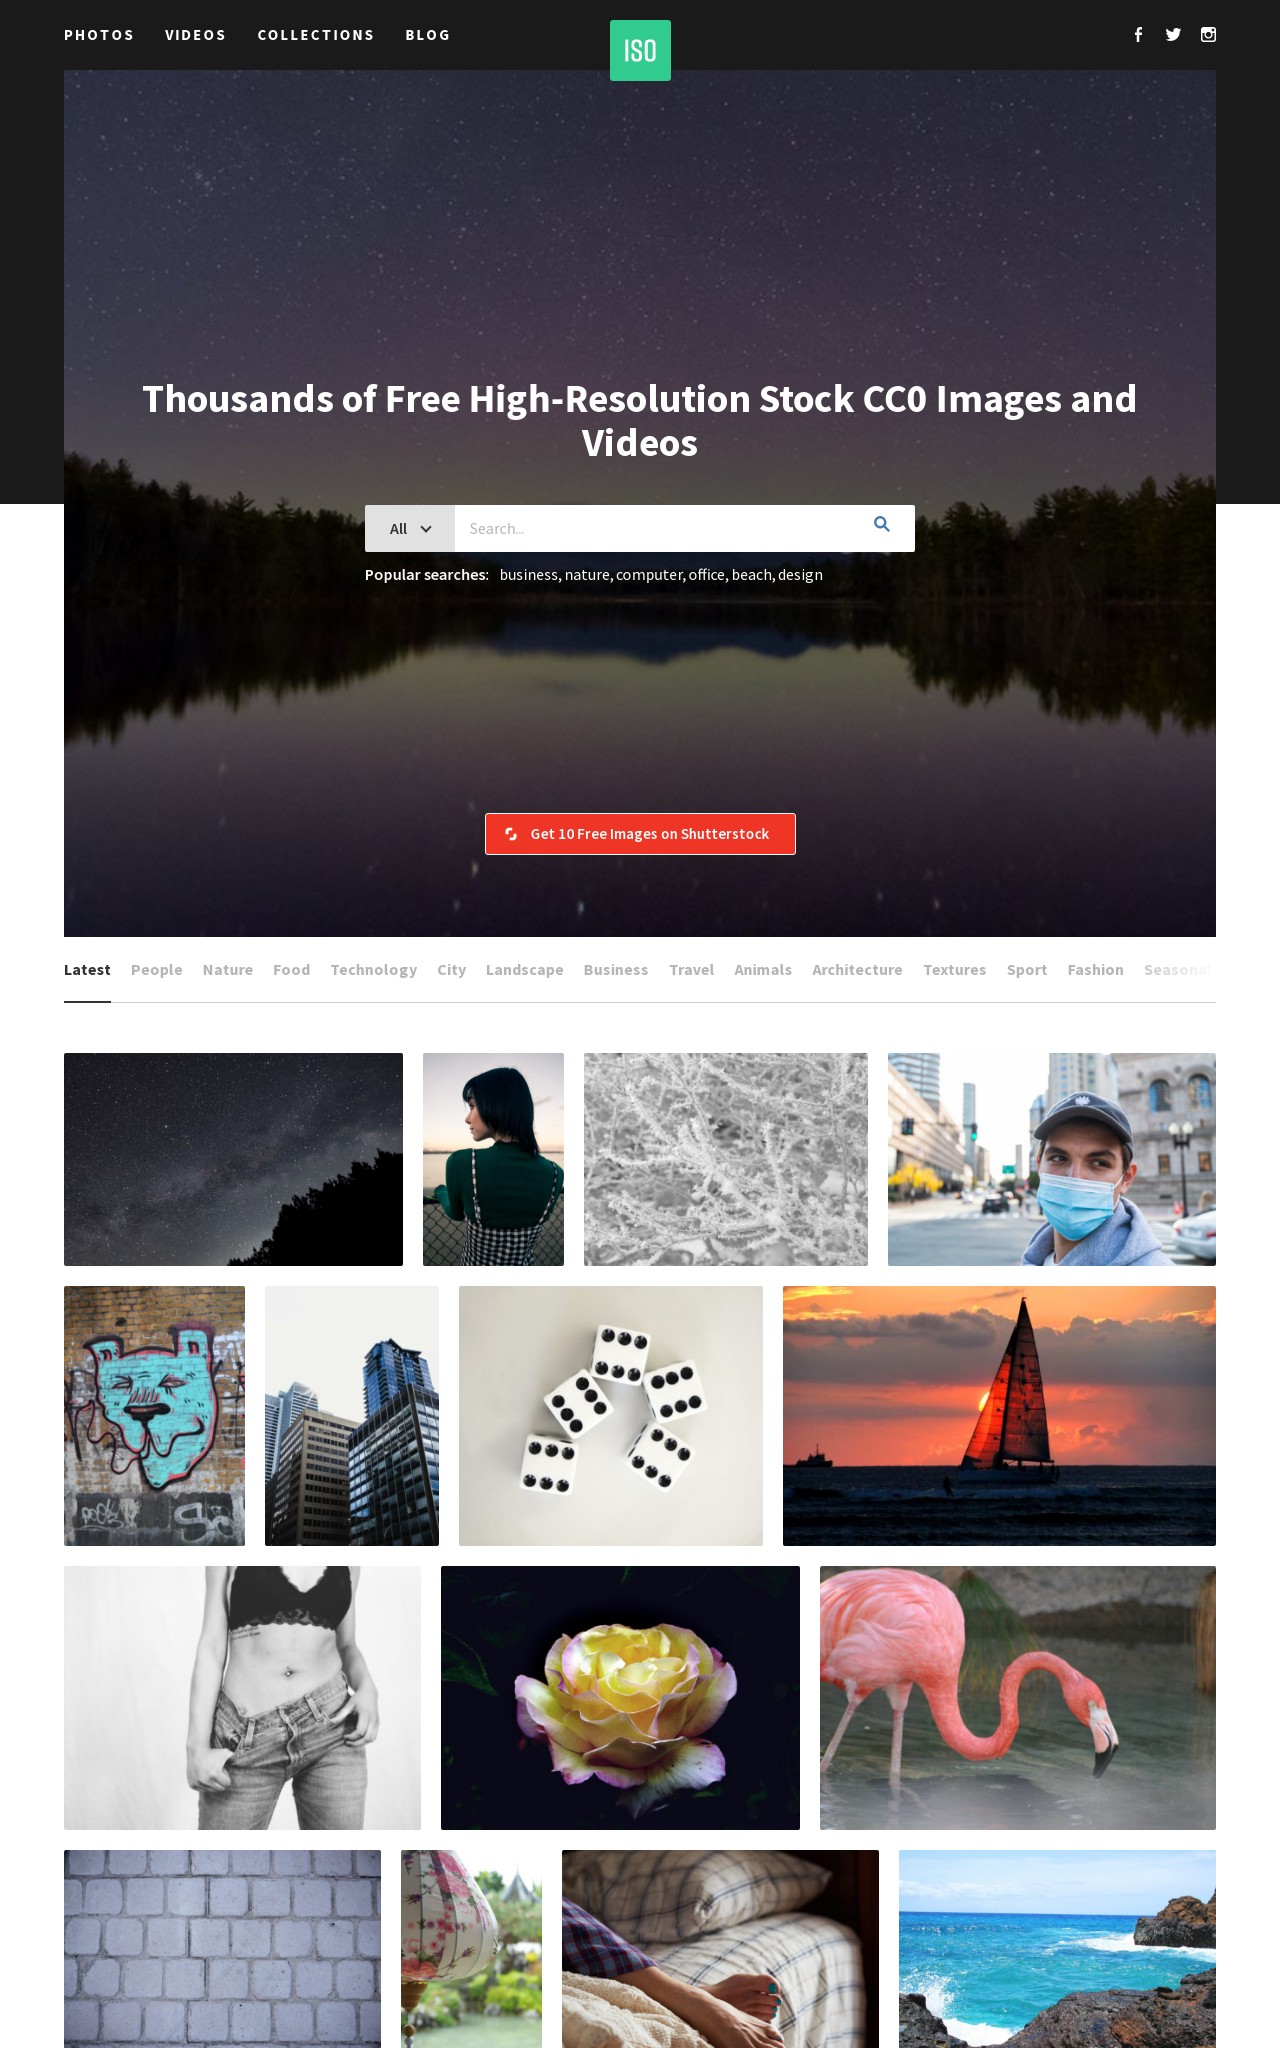 PHOTOS VIDEOS COLLECTIONS BLOG
ISO
Thousands of Free High-Resolution Stock CC0 Images and
Videos
All Search...
Popular searches: business, nature, computer, office, beach, design
Get 10 Free Images on Shutterstock
Latest People Nature Food Technology City Landscape Business Travel Animals Architecture Textures Sport Fashion Seasonal